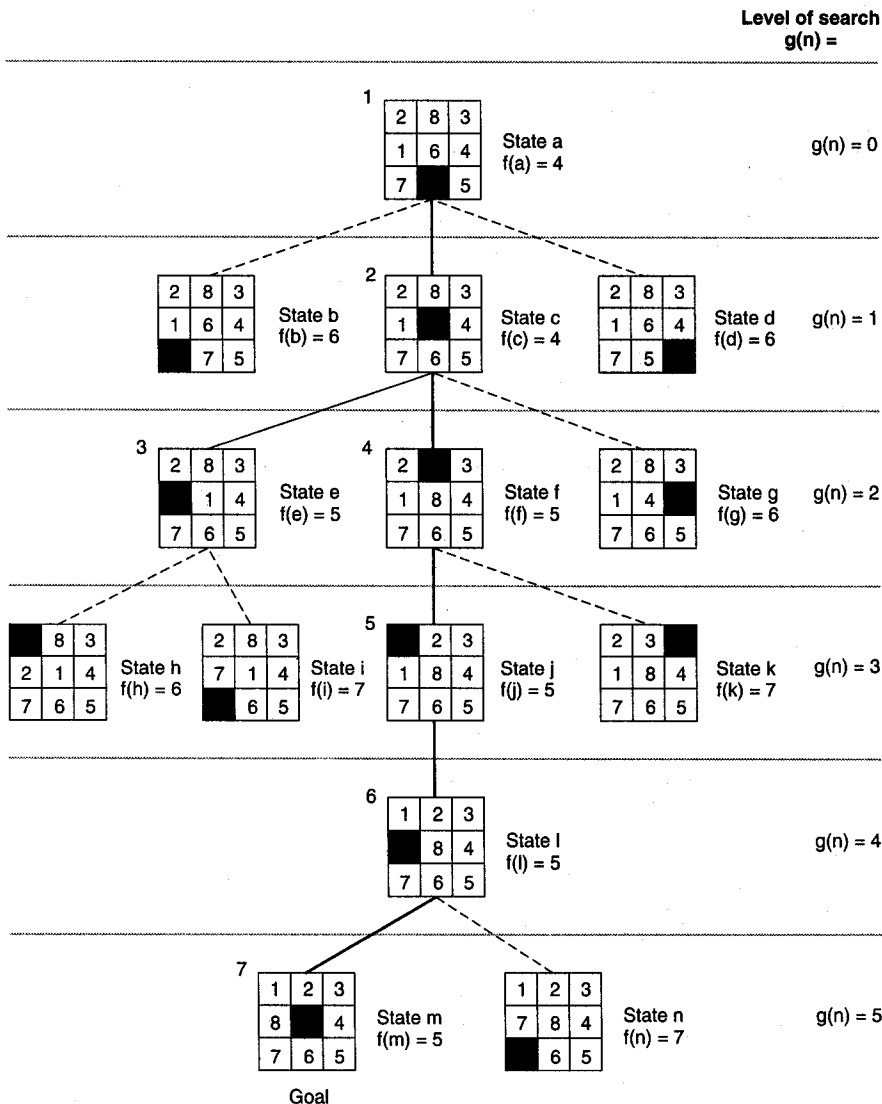 Level of search
g(n) =
1
2 8 3
1 6 4
7 5
State a
f(a) = 4
g(n) = 0
2 8 3
1 6 4
7 5
State b
f(b) = 6
2
2 8 3
1 4
7 6 5
State c
f(c) = 4
2 8 3
1 6 4
7 5
State d
f(d) = 6
g(n) = 1
3
2 8 3
1 4
7 6 5
State e
f(e) = 5
4
2 3
1 8 4
7 6 5
State f
f(f) = 5
2 8 3
1 4
7 6 5
State g
f(g) = 6
g(n) = 2
8 3
2 1 4
7 6 5
State h
f(h) = 6
2 8 3
7 1 4
6 5
State i
f(i) = 7
5
2 3
1 8 4
7 6 5
State j
f(j) = 5
2 3
1 8 4
7 6 5
State k
f(k) = 7
g(n) = 3
6
1 2 3
8 4
7 6 5
State l
f(l) = 5
g(n) = 4
7
1 2 3
8 4
7 6 5
State m
f(m) = 5
Goal
1 2 3
7 8 4
6 5
State n
f(n) = 7
g(n) = 5